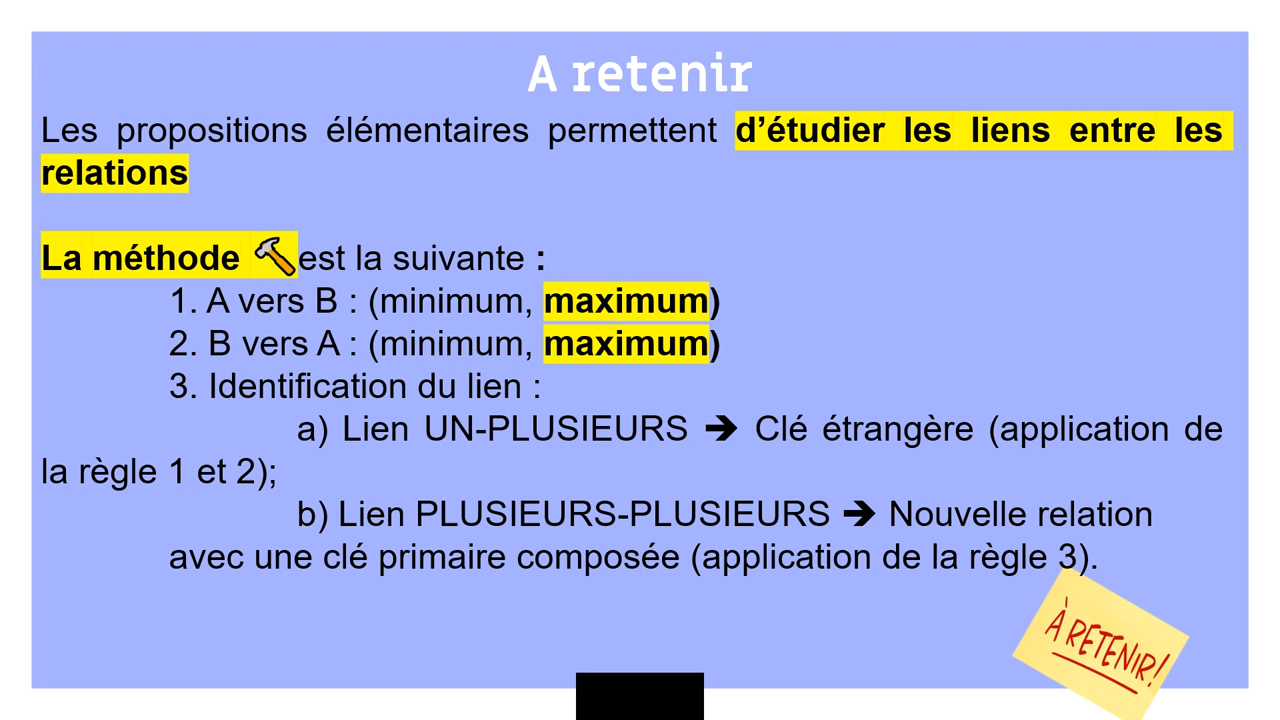 A retenir
Les propositions élémentaires permettent d’étudier les liens entre les
relations
La méthode 🔨est la suivante :
1. A vers B : (minimum, maximum)
2. B vers A : (minimum, maximum)
3. Identification du lien :
a) Lien UN-PLUSIEURS ➔ Clé étrangère (application de
la règle 1 et 2);
b) Lien PLUSIEURS-PLUSIEURS ➔ Nouvelle relation
avec une clé primaire composée (application de la règle 3).
À RETENIR!